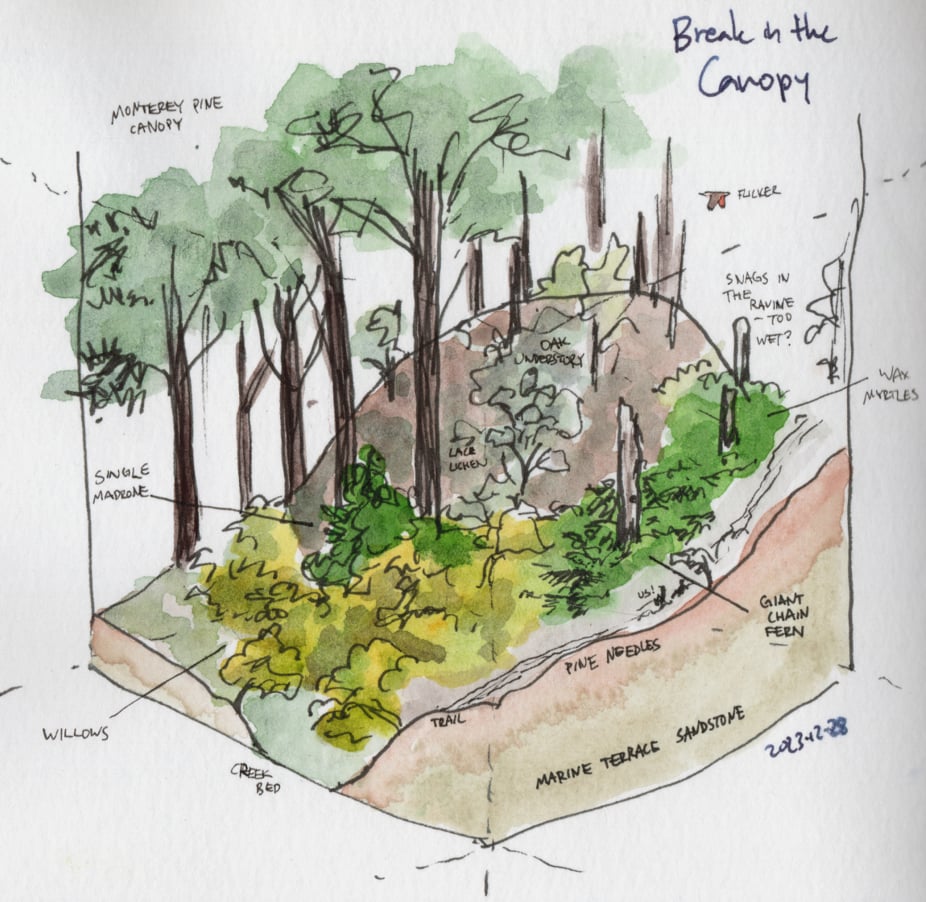 Break in the
Canopy
MONTEREY PINE
CANOPY
FLICKER
SNAGS IN
THE RAVINE
- TOO
WET?
OAK
UNDERSTORY
WAX
MYRTLES
LACE
LICHEN
SINGLE
MADRONE
US!
GIANT
CHAIN
FERN
PINE NEEDLES
TRAIL
WILLOWS
CREEK
BED
MARINE TERRACE SANDSTONE
2023-12-28